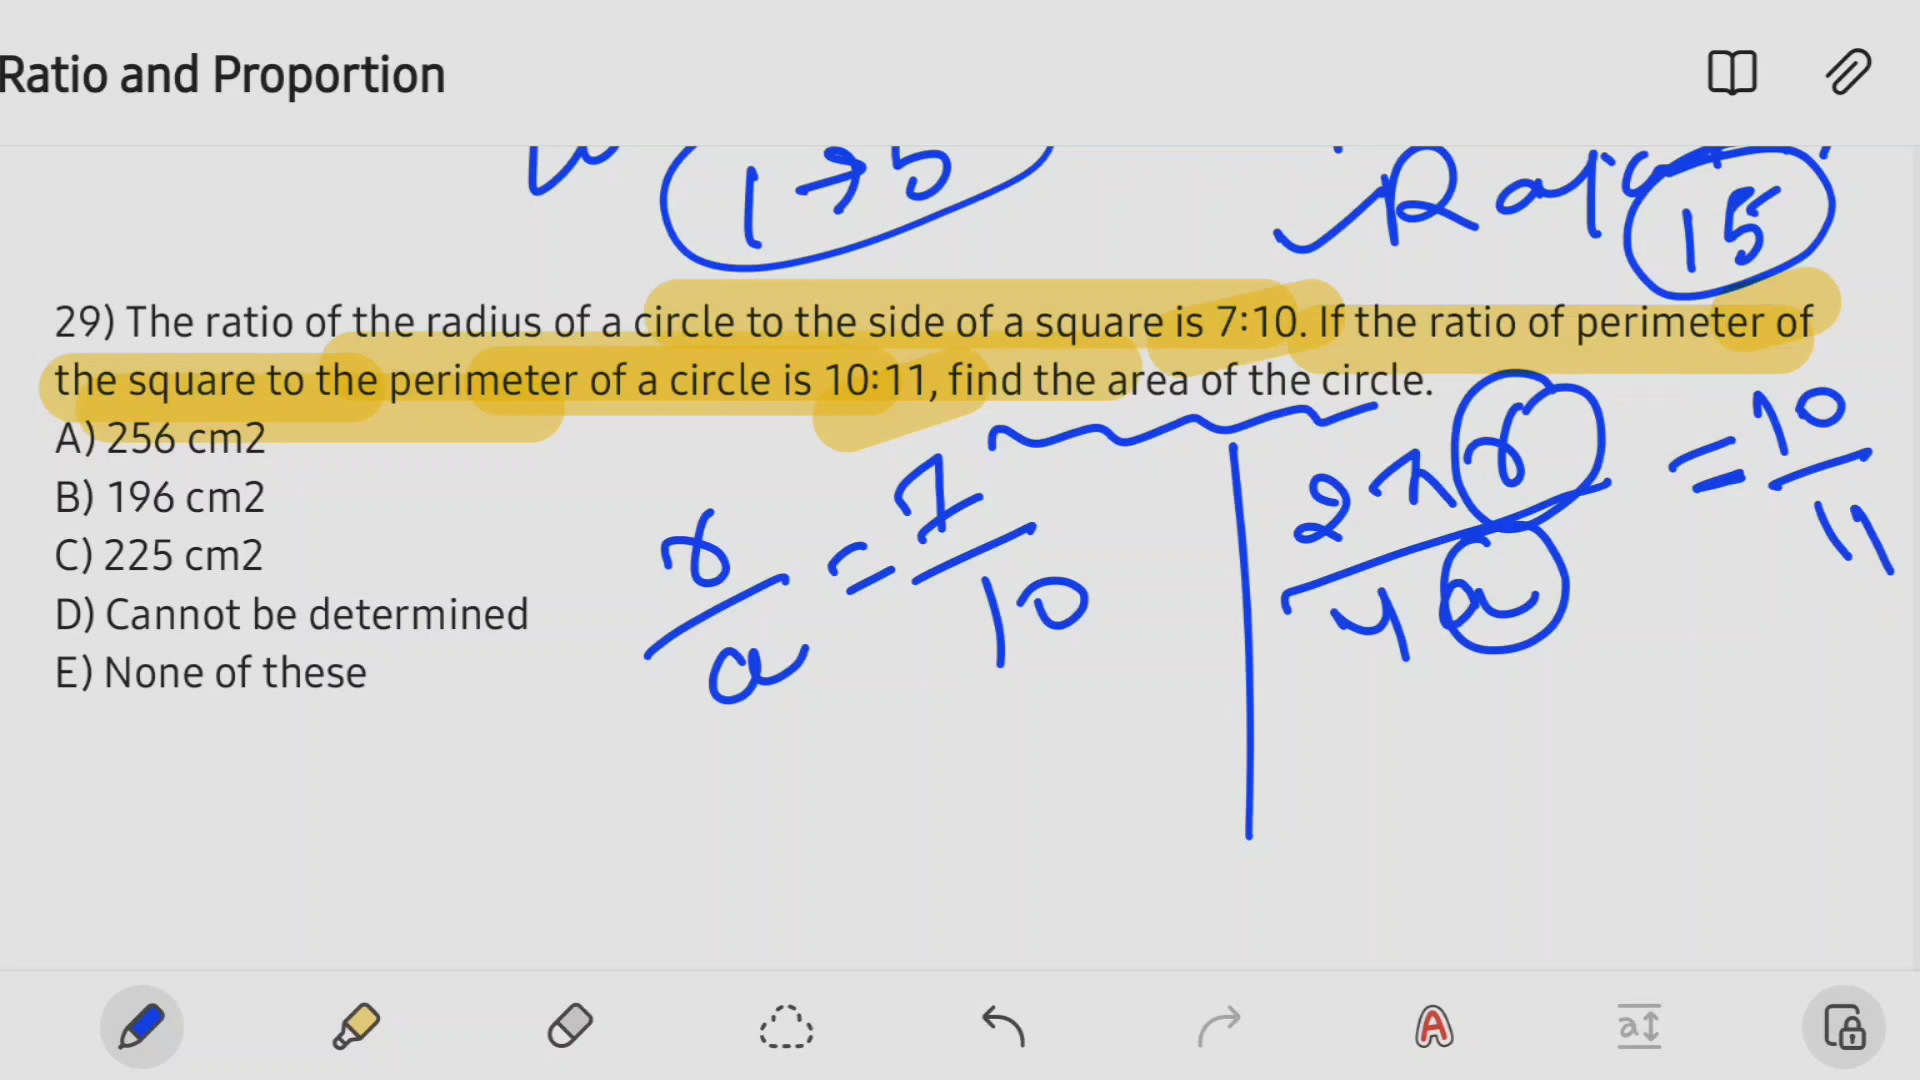 Ratio and Proportion
1 → 5
15
29) The ratio of the radius of a circle to the side of a square is 7:10. If the ratio of perimeter of
the square to the perimeter of a circle is 10:11, find the area of the circle.
A) 256 cm2
B) 196 cm2
C) 225 cm2
D) Cannot be determined
E) None of these
r/a = 7/10
2πr/4a = 10/11
A
a